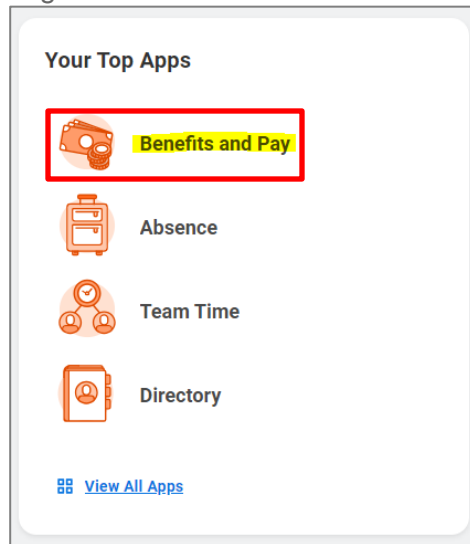 Your Top Apps
Benefits and Pay
Absence
Team Time
Directory
View All Apps